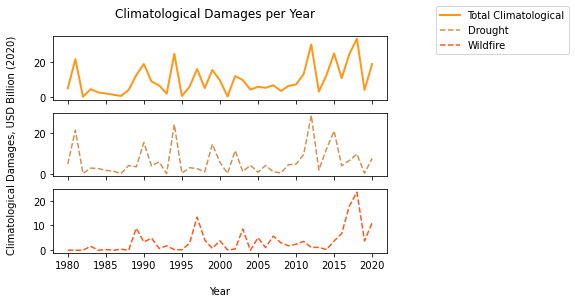 Climatological Damages per Year
Total Climatological
Drought
Wildfire
Climatological Damages, USD Billion (2020)
20
0
20
0
20
10
0
1980 1985 1990 1995 2000 2005 2010 2015 2020
Year